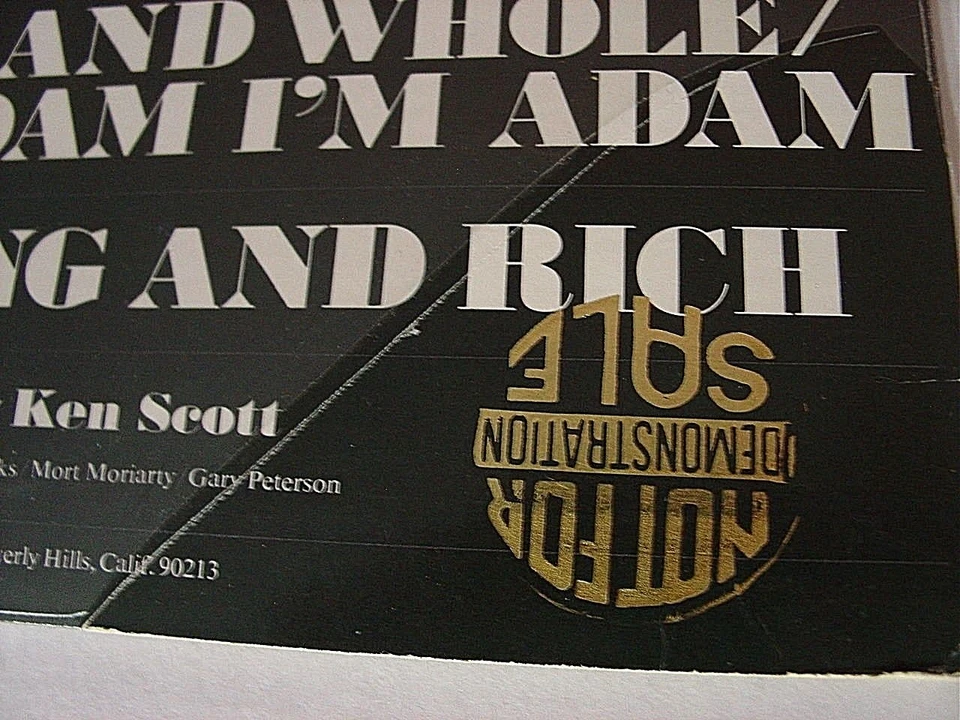 AND WHOLE/
DAM I'M ADAM
NG AND RICH
Ken Scott
ks Mort Moriarty Gary Peterson
erly Hills, Calif. 90213
NOT FOR
DEMONSTRATION
SALE